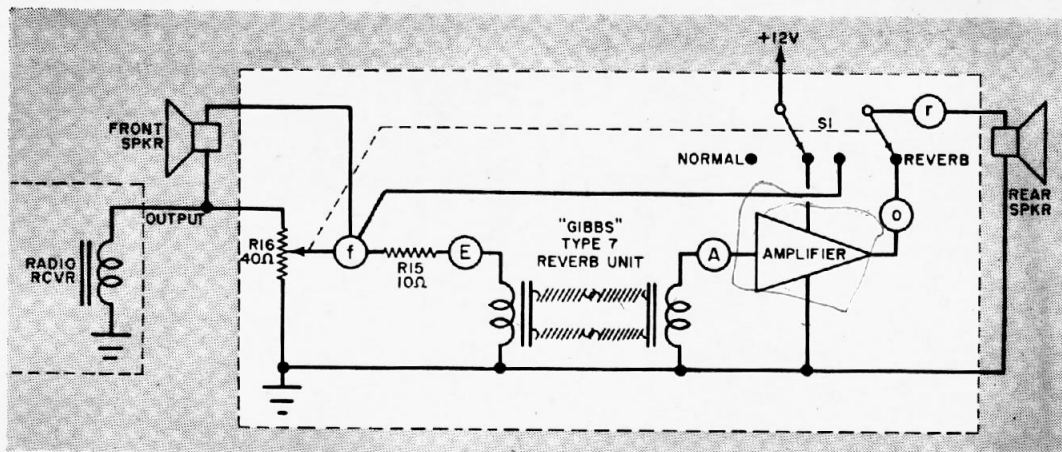 +12V
r
FRONT
SPKR
S1
NORMAL
REVERB
REAR
SPKR
OUTPUT
o
"GIBBS"
TYPE 7
REVERB UNIT
R16
40Ω
f
R15
10Ω
E
A
AMPLIFIER
RADIO
RCVR